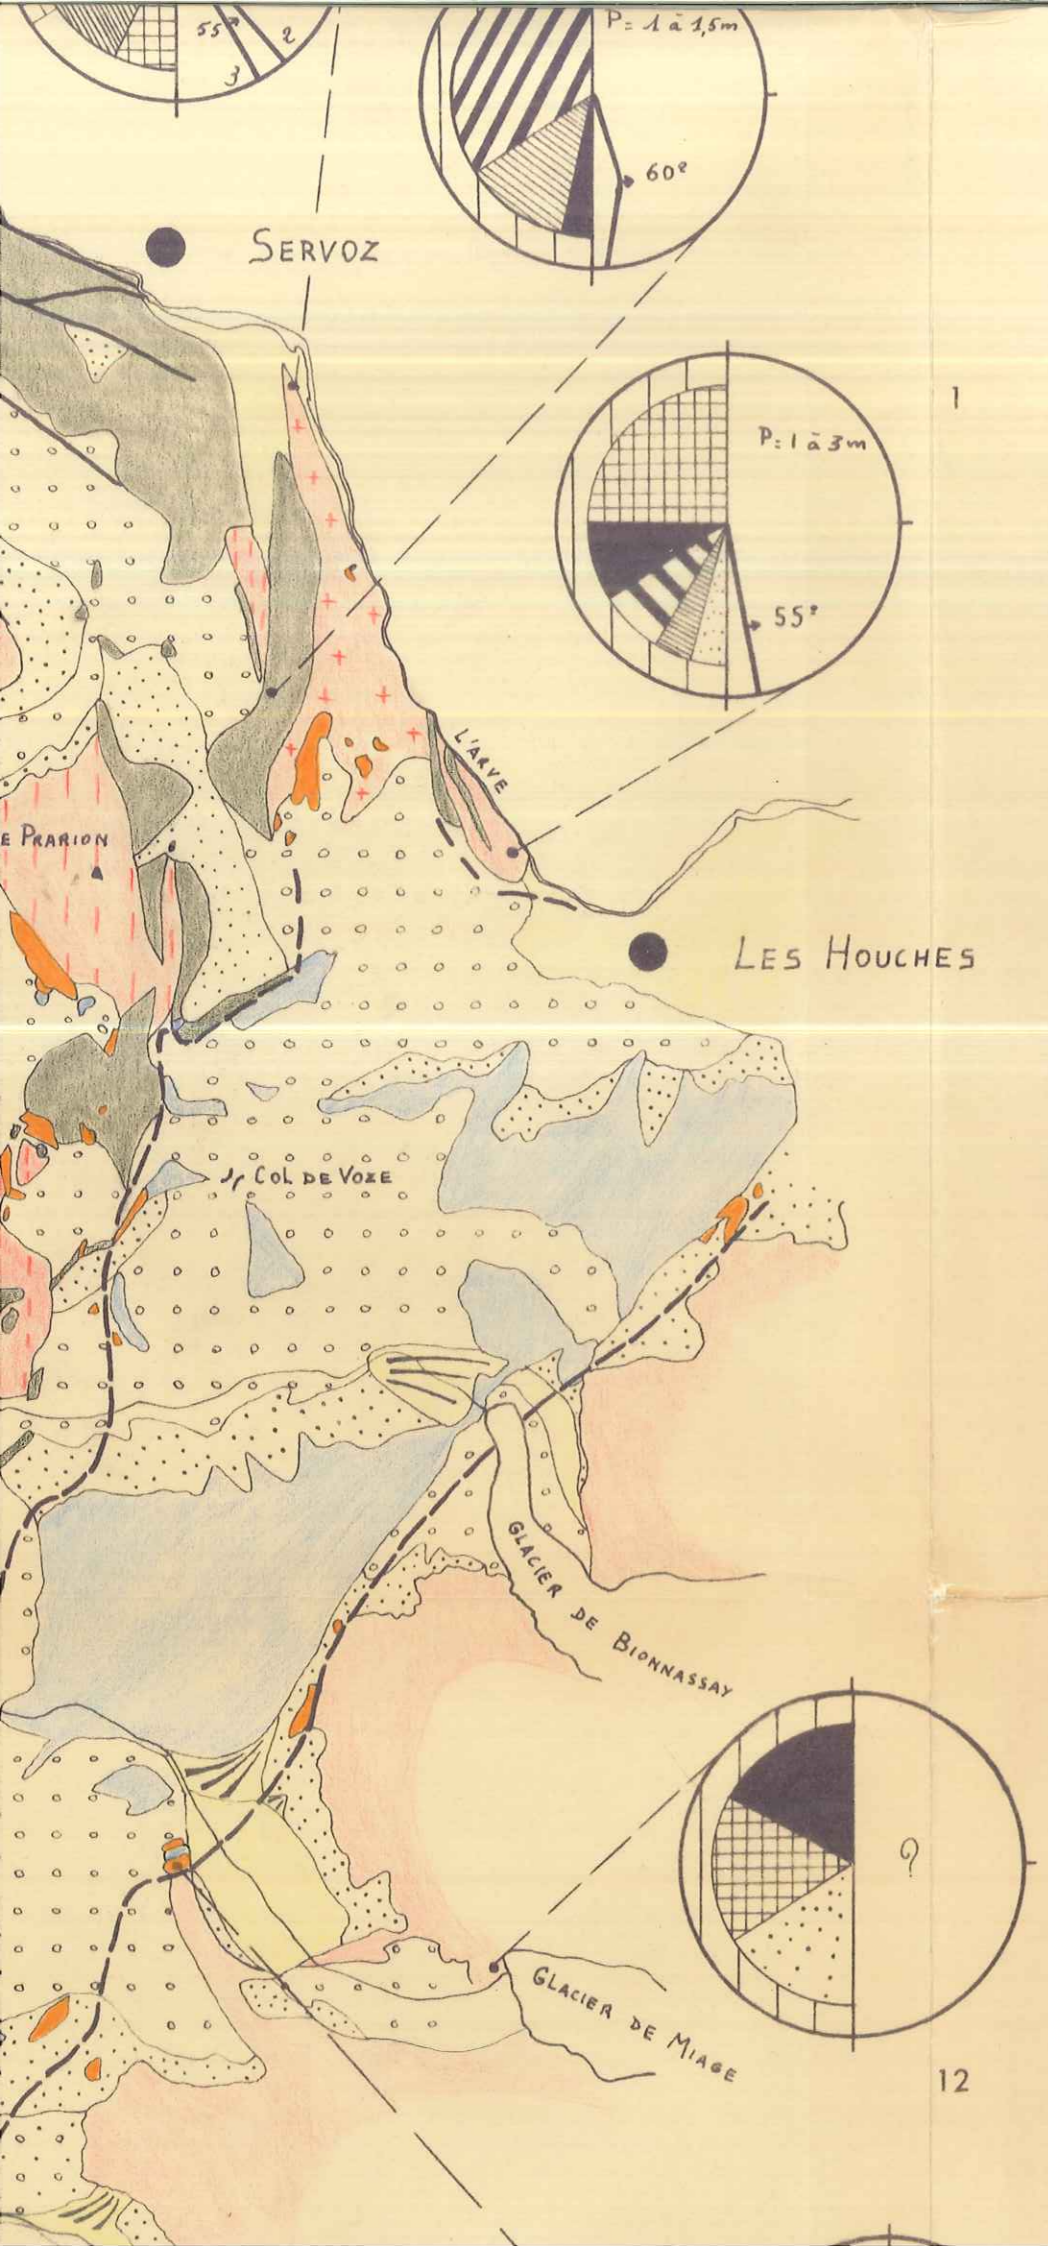 55°
2
3
P = 1 à 1,5m
60°
SERVOZ
1
P = 1 à 3m
55°
L'ARVE
E PRARION
LES HOUCHES
COL DE VOZE
GLACIER DE BIONNASSAY
?
GLACIER DE MIAGE
12